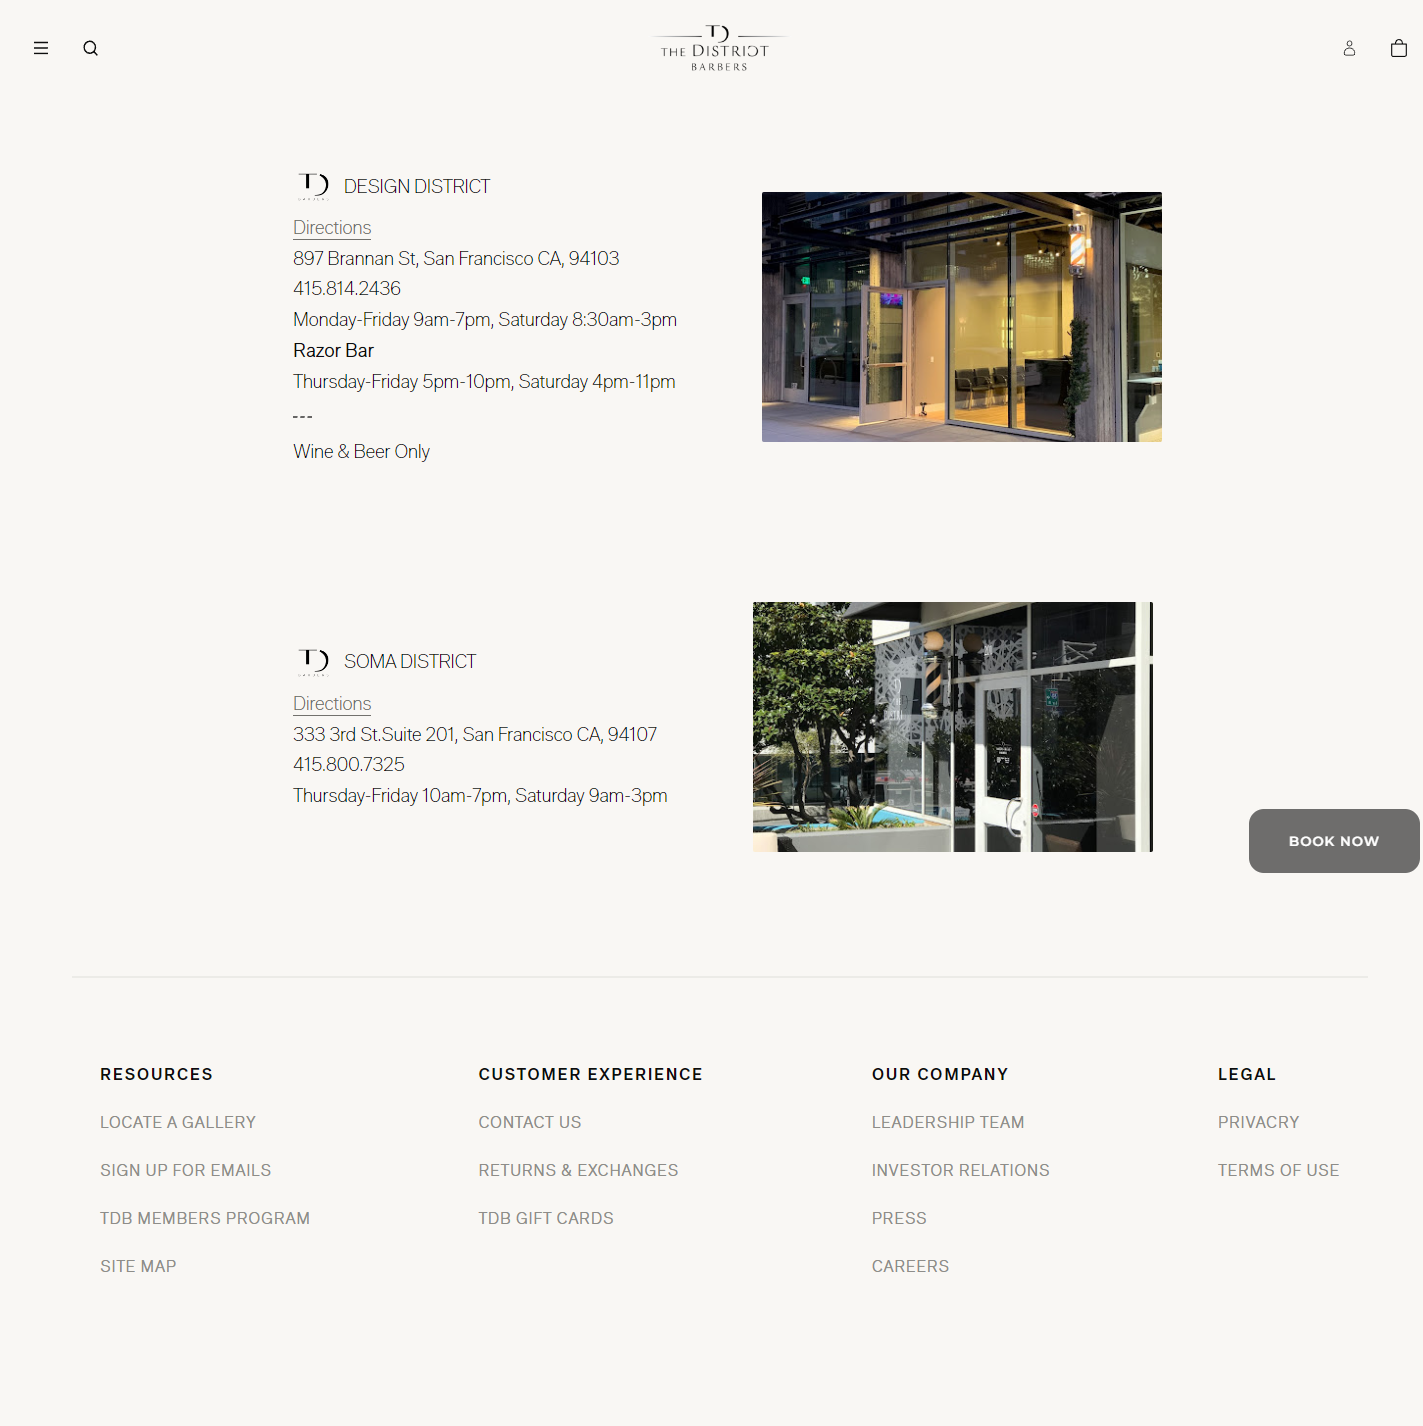 TD
THE DISTRICT
BARBERS
TD DESIGN DISTRICT
Directions
897 Brannan St, San Francisco CA, 94103
415.814.2436
Monday-Friday 9am-7pm, Saturday 8:30am-3pm
Razor Bar
Thursday-Friday 5pm-10pm, Saturday 4pm-11pm
---
Wine & Beer Only
TD SOMA DISTRICT
Directions
333 3rd St.Suite 201, San Francisco CA, 94107
415.800.7325
Thursday-Friday 10am-7pm, Saturday 9am-3pm
BOOK NOW
RESOURCES
LOCATE A GALLERY
SIGN UP FOR EMAILS
TDB MEMBERS PROGRAM
SITE MAP
CUSTOMER EXPERIENCE
CONTACT US
RETURNS & EXCHANGES
TDB GIFT CARDS
OUR COMPANY
LEADERSHIP TEAM
INVESTOR RELATIONS
PRESS
CAREERS
LEGAL
PRIVACRY
TERMS OF USE